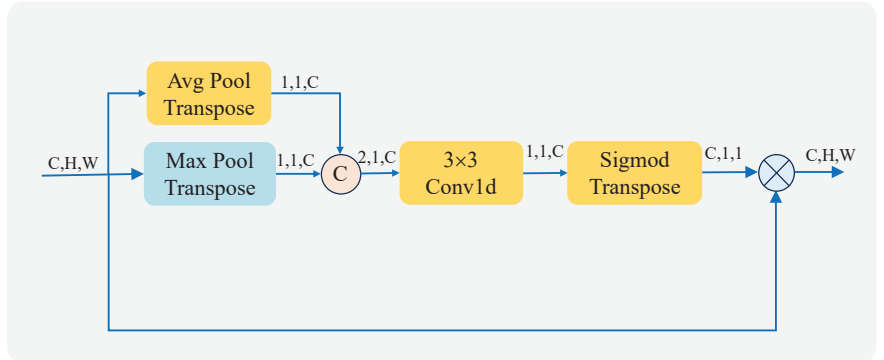 Avg Pool
Transpose
1,1,C
C,H,W
Max Pool
Transpose
1,1,C
C
2,1,C
3×3
Conv1d
1,1,C
Sigmod
Transpose
C,1,1
C,H,W